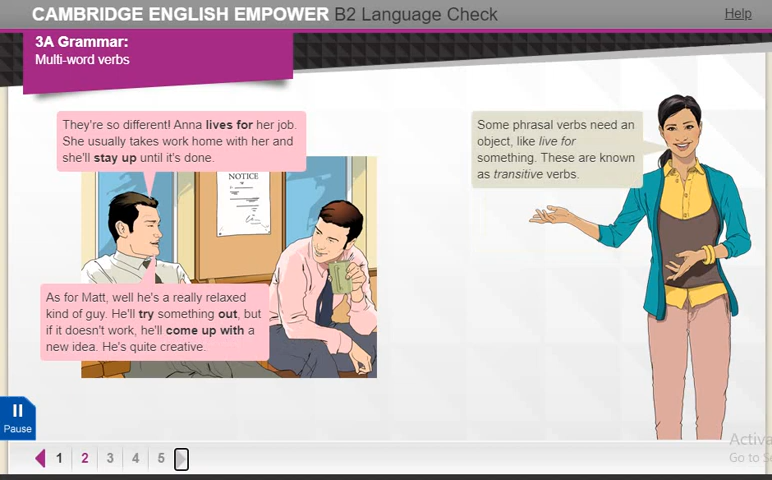 CAMBRIDGE ENGLISH EMPOWER B2 Language Check
Help
3A Grammar:
Multi-word verbs
They're so different! Anna lives for her job.
She usually takes work home with her and
she'll stay up until it's done.
Some phrasal verbs need an
object, like live for
something. These are known
as transitive verbs.
NOTICE
As for Matt, well he's a really relaxed
kind of guy. He'll try something out, but
if it doesn't work, he'll come up with a
new idea. He's quite creative.
Pause
1 2 3 4 5
Activa
Go to S